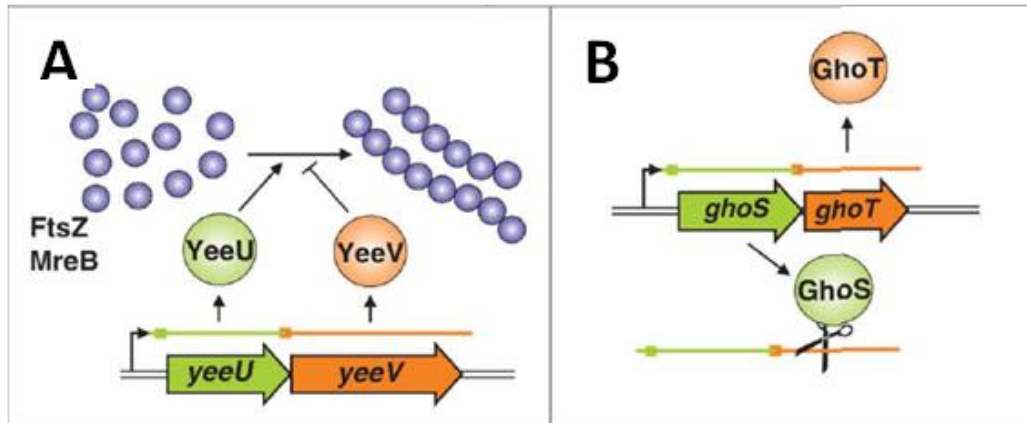 A
FtsZ
MreB
YeeU
YeeV
yeeU
yeeV
B
GhoT
ghoS
ghoT
GhoS